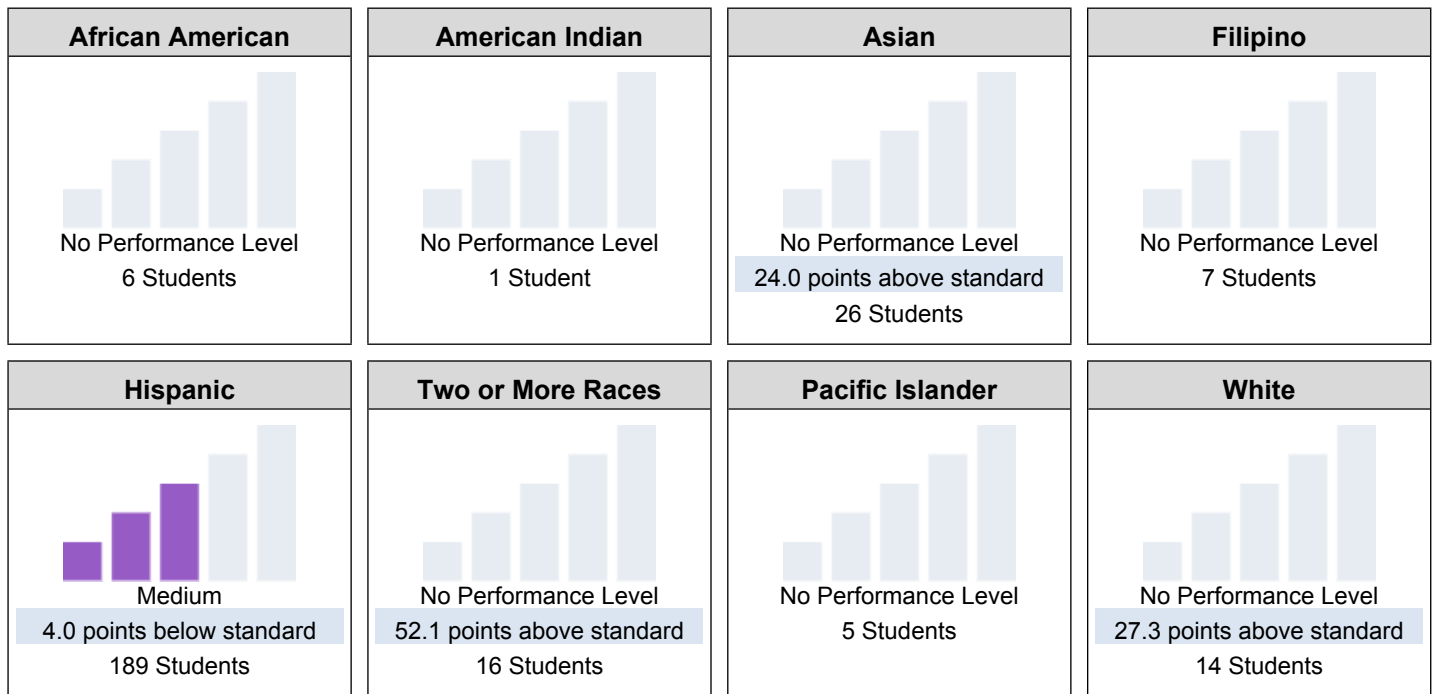 African American
No Performance Level
6 Students
American Indian
No Performance Level
1 Student
Asian
No Performance Level
24.0 points above standard
26 Students
Filipino
No Performance Level
7 Students
Hispanic
Medium
4.0 points below standard
189 Students
Two or More Races
No Performance Level
52.1 points above standard
16 Students
Pacific Islander
No Performance Level
5 Students
White
No Performance Level
27.3 points above standard
14 Students